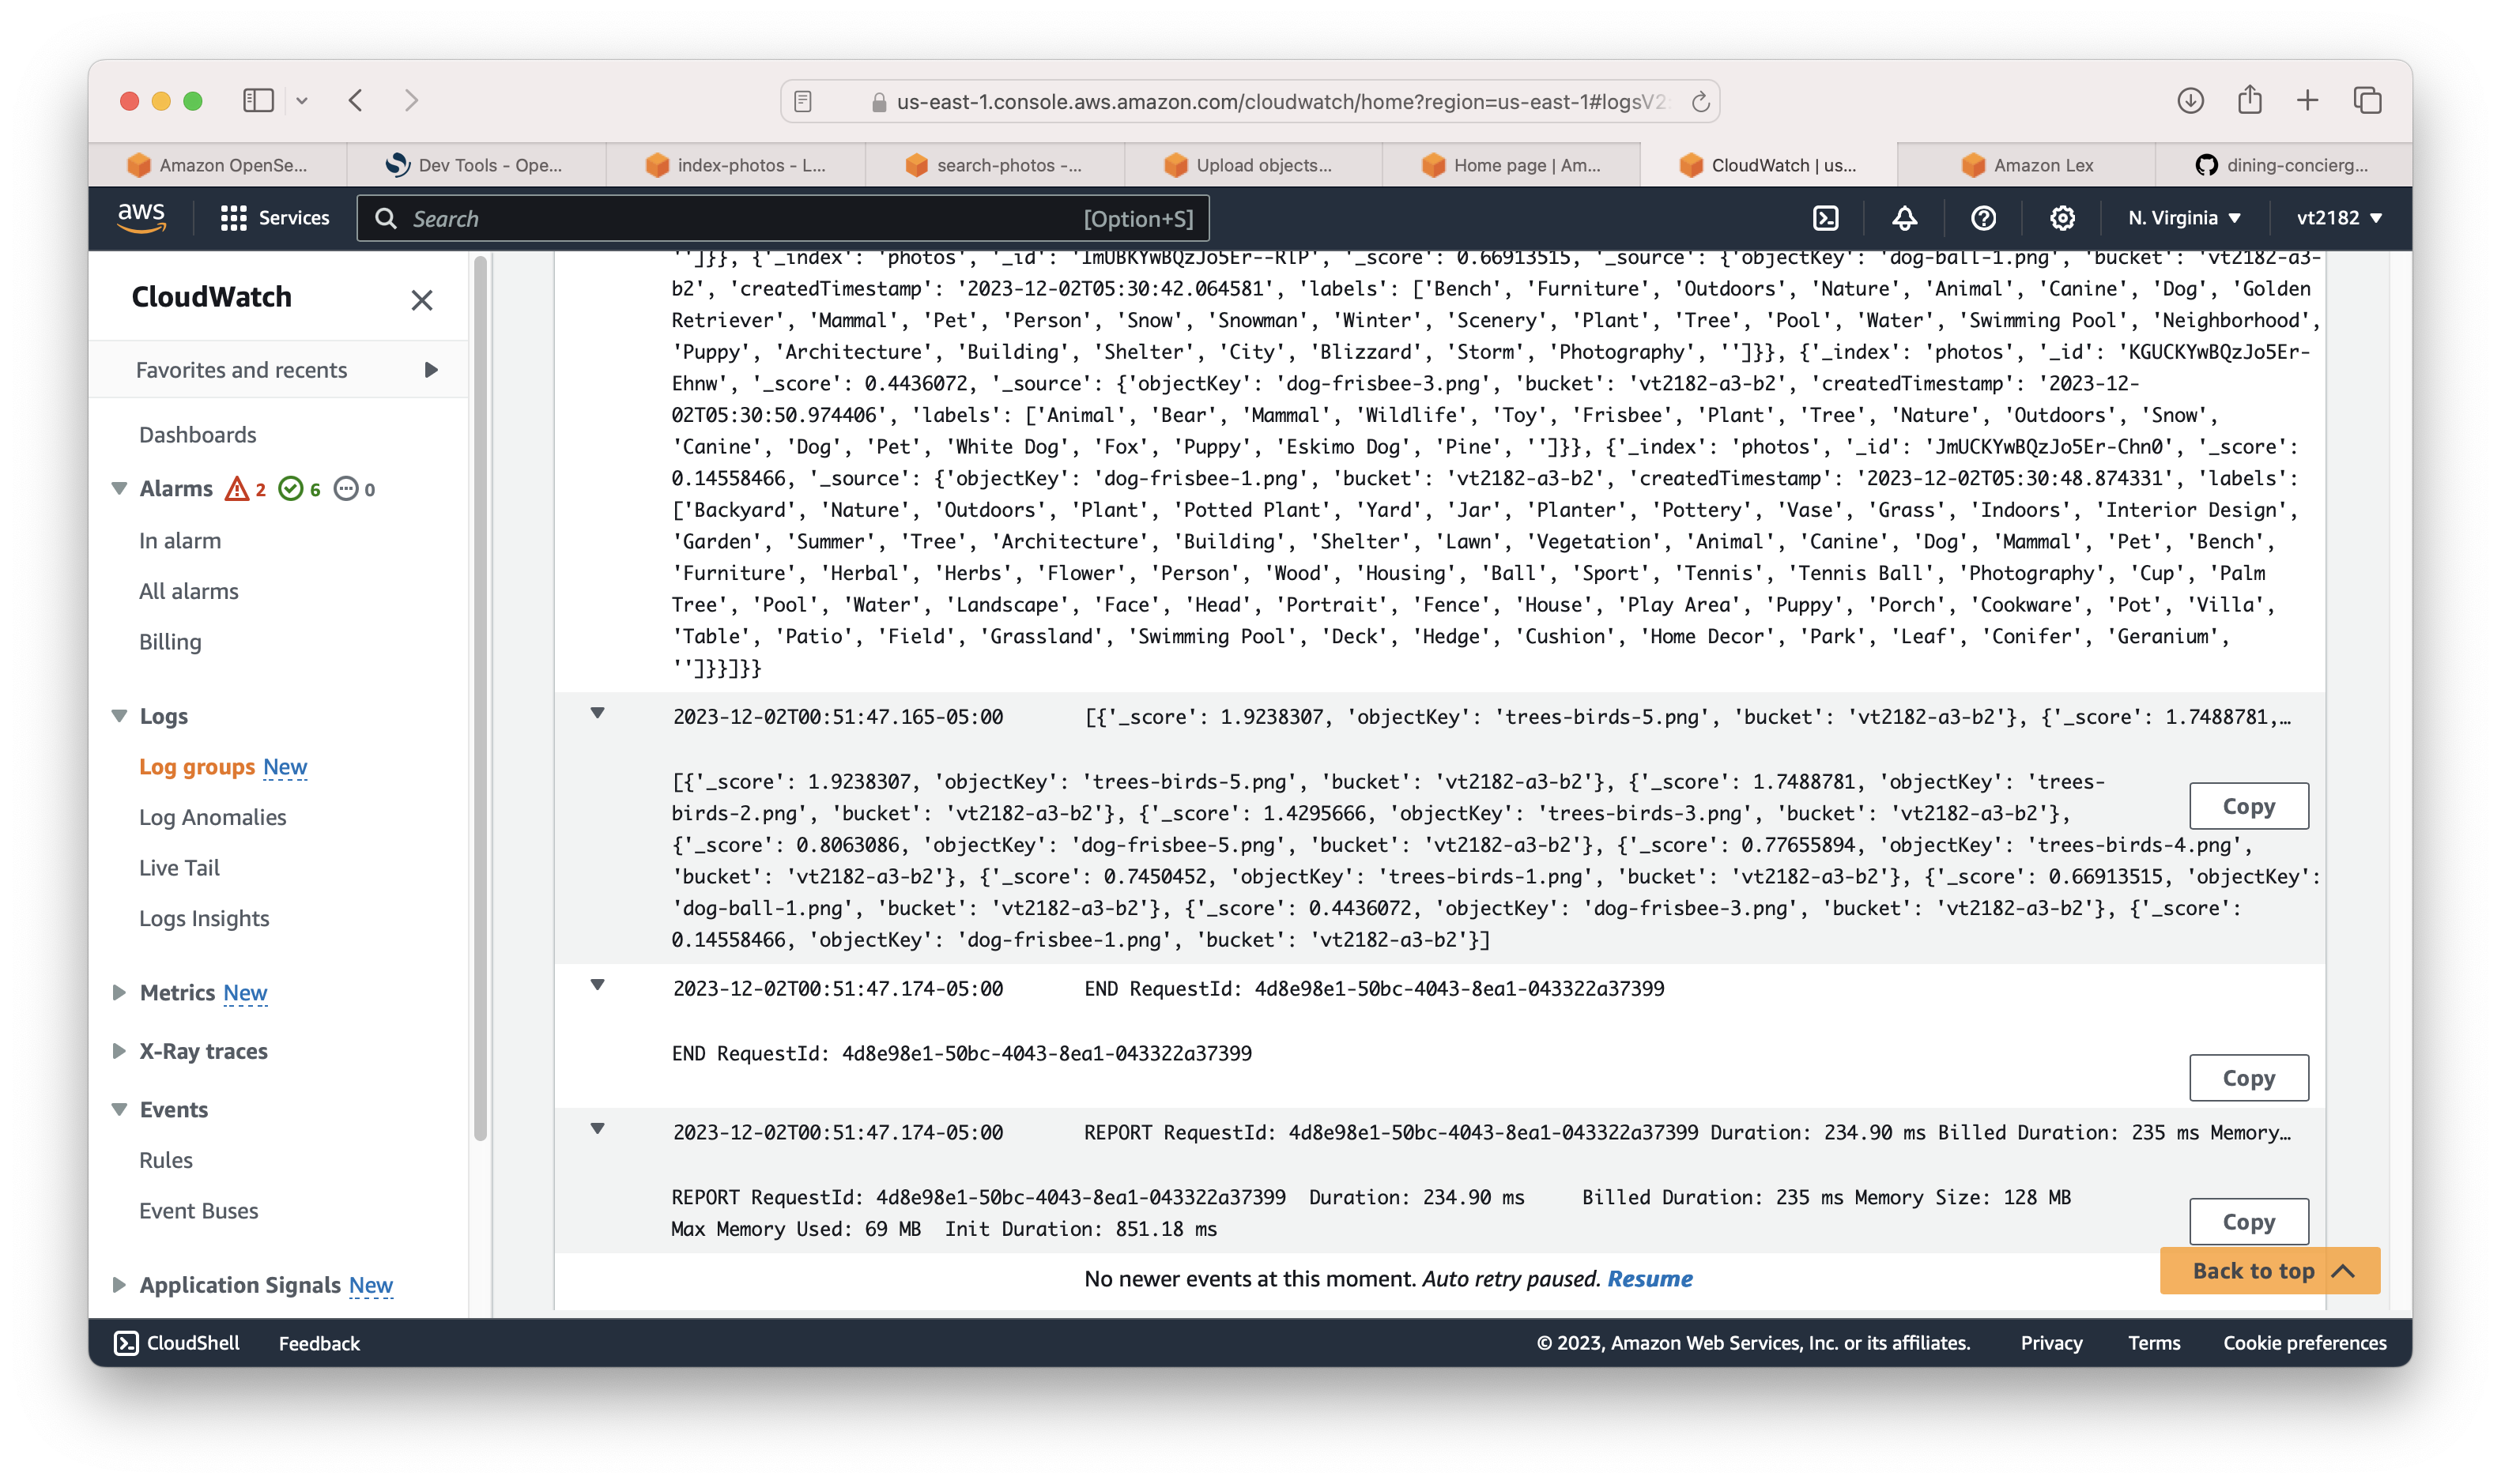 us-east-1.console.aws.amazon.com/cloudwatch/home?region=us-east-1#logsV2:
Amazon OpenSe...
Dev Tools - Ope...
index-photos - L...
search-photos -...
Upload objects...
Home page | Am...
CloudWatch | us...
Amazon Lex
dining-concierg...
aws
Services
Search
[Option+S]
N. Virginia
vt2182
CloudWatch
Favorites and recents
Dashboards
Alarms 2 6 0
In alarm
All alarms
Billing
Logs
Log groups New
Log Anomalies
Live Tail
Logs Insights
Metrics New
X-Ray traces
Events
Rules
Event Buses
Application Signals New
'']}}, {'_index': 'photos', '_id': 'ImUBKYwBQzJo5Er--RlP', '_score': 0.66913515, '_source': {'objectKey': 'dog-ball-1.png', 'bucket': 'vt2182-a3-
b2', 'createdTimestamp': '2023-12-02T05:30:42.064581', 'labels': ['Bench', 'Furniture', 'Outdoors', 'Nature', 'Animal', 'Canine', 'Dog', 'Golden
Retriever', 'Mammal', 'Pet', 'Person', 'Snow', 'Snowman', 'Winter', 'Scenery', 'Plant', 'Tree', 'Pool', 'Water', 'Swimming Pool', 'Neighborhood',
'Puppy', 'Architecture', 'Building', 'Shelter', 'City', 'Blizzard', 'Storm', 'Photography', '']}}, {'_index': 'photos', '_id': 'KGUCKYwBQzJo5Er-
Ehnw', '_score': 0.4436072, '_source': {'objectKey': 'dog-frisbee-3.png', 'bucket': 'vt2182-a3-b2', 'createdTimestamp': '2023-12-
02T05:30:50.974406', 'labels': ['Animal', 'Bear', 'Mammal', 'Wildlife', 'Toy', 'Frisbee', 'Plant', 'Tree', 'Nature', 'Outdoors', 'Snow',
'Canine', 'Dog', 'Pet', 'White Dog', 'Fox', 'Puppy', 'Eskimo Dog', 'Pine', '']}}, {'_index': 'photos', '_id': 'JmUCKYwBQzJo5Er-Chn0', '_score':
0.14558466, '_source': {'objectKey': 'dog-frisbee-1.png', 'bucket': 'vt2182-a3-b2', 'createdTimestamp': '2023-12-02T05:30:48.874331', 'labels':
['Backyard', 'Nature', 'Outdoors', 'Plant', 'Potted Plant', 'Yard', 'Jar', 'Planter', 'Pottery', 'Vase', 'Grass', 'Indoors', 'Interior Design',
'Garden', 'Summer', 'Tree', 'Architecture', 'Building', 'Shelter', 'Lawn', 'Vegetation', 'Animal', 'Canine', 'Dog', 'Mammal', 'Pet', 'Bench',
'Furniture', 'Herbal', 'Herbs', 'Flower', 'Person', 'Wood', 'Housing', 'Ball', 'Sport', 'Tennis', 'Tennis Ball', 'Photography', 'Cup', 'Palm
Tree', 'Pool', 'Water', 'Landscape', 'Face', 'Head', 'Portrait', 'Fence', 'House', 'Play Area', 'Puppy', 'Porch', 'Cookware', 'Pot', 'Villa',
'Table', 'Patio', 'Field', 'Grassland', 'Swimming Pool', 'Deck', 'Hedge', 'Cushion', 'Home Decor', 'Park', 'Leaf', 'Conifer', 'Geranium',
'']}}]}}
2023-12-02T00:51:47.165-05:00 [{'_score': 1.9238307, 'objectKey': 'trees-birds-5.png', 'bucket': 'vt2182-a3-b2'}, {'_score': 1.7488781,…
[{'_score': 1.9238307, 'objectKey': 'trees-birds-5.png', 'bucket': 'vt2182-a3-b2'}, {'_score': 1.7488781, 'objectKey': 'trees-
birds-2.png', 'bucket': 'vt2182-a3-b2'}, {'_score': 1.4295666, 'objectKey': 'trees-birds-3.png', 'bucket': 'vt2182-a3-b2'},
Copy
{'_score': 0.8063086, 'objectKey': 'dog-frisbee-5.png', 'bucket': 'vt2182-a3-b2'}, {'_score': 0.77655894, 'objectKey': 'trees-birds-4.png',
'bucket': 'vt2182-a3-b2'}, {'_score': 0.7450452, 'objectKey': 'trees-birds-1.png', 'bucket': 'vt2182-a3-b2'}, {'_score': 0.66913515, 'objectKey':
'dog-ball-1.png', 'bucket': 'vt2182-a3-b2'}, {'_score': 0.4436072, 'objectKey': 'dog-frisbee-3.png', 'bucket': 'vt2182-a3-b2'}, {'_score':
0.14558466, 'objectKey': 'dog-frisbee-1.png', 'bucket': 'vt2182-a3-b2'}]
2023-12-02T00:51:47.174-05:00 END RequestId: 4d8e98e1-50bc-4043-8ea1-043322a37399
END RequestId: 4d8e98e1-50bc-4043-8ea1-043322a37399
Copy
2023-12-02T00:51:47.174-05:00 REPORT RequestId: 4d8e98e1-50bc-4043-8ea1-043322a37399 Duration: 234.90 ms Billed Duration: 235 ms Memory…
REPORT RequestId: 4d8e98e1-50bc-4043-8ea1-043322a37399 Duration: 234.90 ms Billed Duration: 235 ms Memory Size: 128 MB
Max Memory Used: 69 MB Init Duration: 851.18 ms
Copy
No newer events at this moment. Auto retry paused. Resume
Back to top
CloudShell
Feedback
© 2023, Amazon Web Services, Inc. or its affiliates.
Privacy
Terms
Cookie preferences